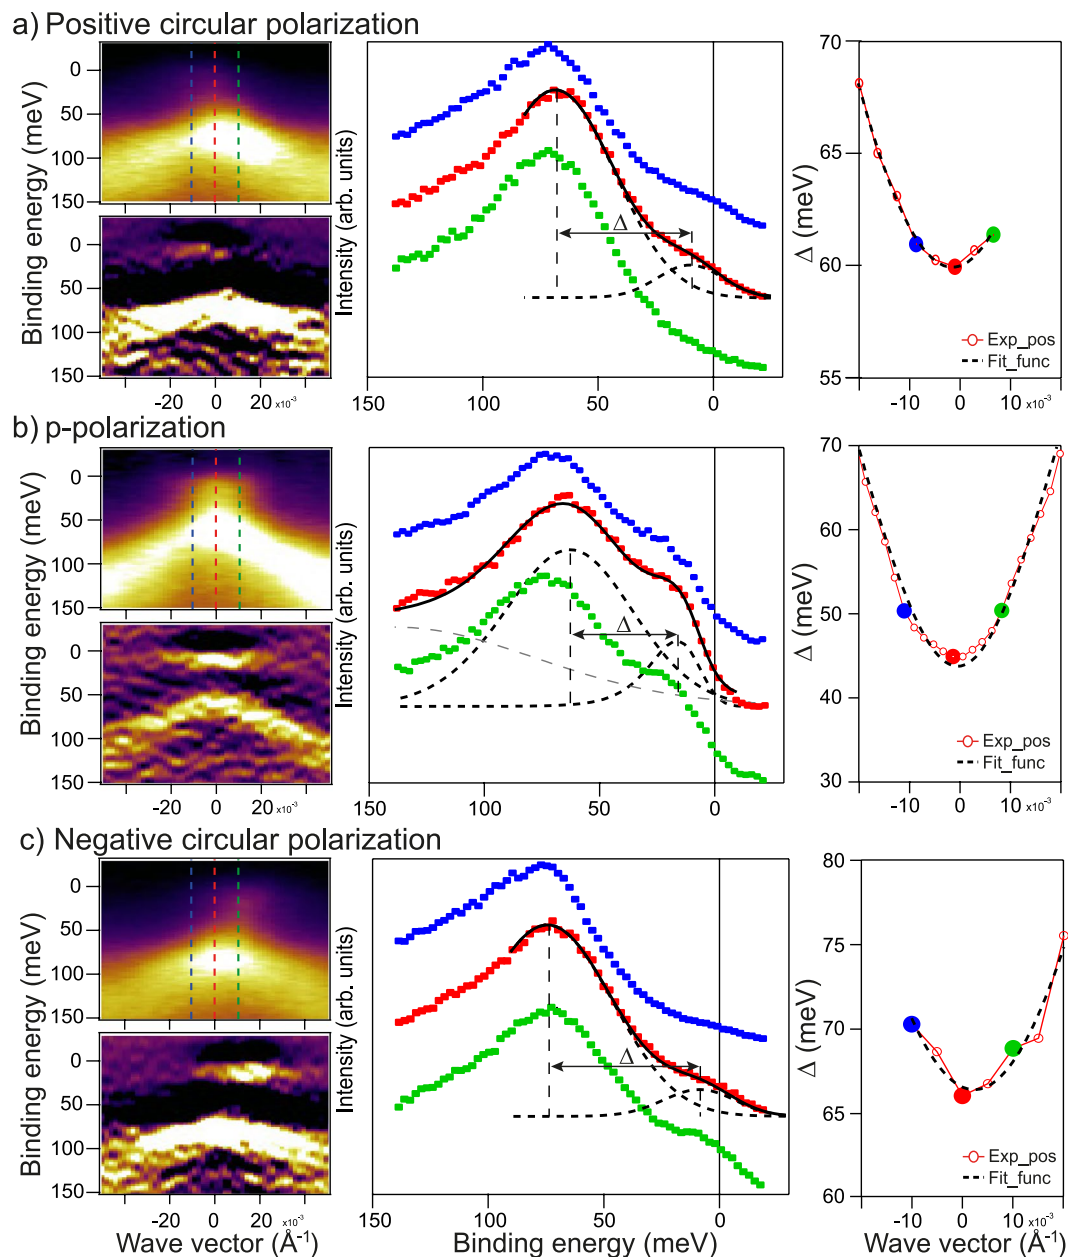 a) Positive circular polarization
Binding energy (meV)
0
50
100
150
0
50
100
150
-20
0
20
x10⁻³
Intensity (arb. units)
Δ
150
100
50
0
Δ (meV)
70
65
60
55
Exp_pos
Fit_func
-10
0
10
x10⁻³
b) p-polarization
Binding energy (meV)
0
50
100
150
0
50
100
150
-20
0
20
x10⁻³
Intensity (arb. units)
Δ
150
100
50
0
Δ (meV)
70
60
50
40
30
Exp_pos
Fit_func
-10
0
10
x10⁻³
c) Negative circular polarization
Binding energy (meV)
0
50
100
150
0
50
100
150
-20
0
20
x10⁻³
Wave vector (Å⁻¹)
Intensity (arb. units)
Δ
150
100
50
0
Binding energy (meV)
Δ (meV)
80
75
70
65
60
Exp_pos
Fit_func
-10
0
10
x10⁻³
Wave vector (Å⁻¹)